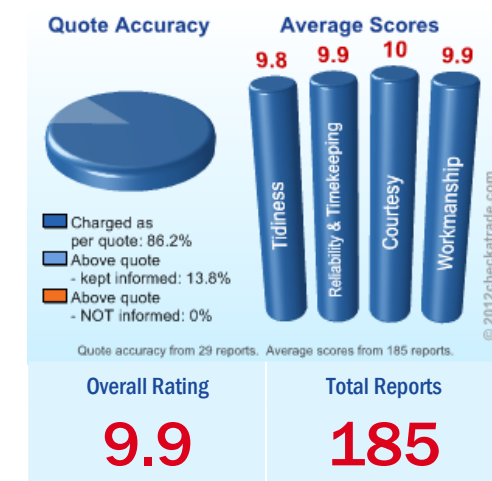 Quote Accuracy
Average Scores
9.8
9.9
10
9.9
Tidiness
Reliability & Timekeeping
Courtesy
Workmanship
Charged as
per quote: 86.2%
Above quote
- kept informed: 13.8%
Above quote
- NOT informed: 0%
© 2012checkatrade.com
Quote accuracy from 29 reports. Average scores from 185 reports.
Overall Rating
Total Reports
9.9
185